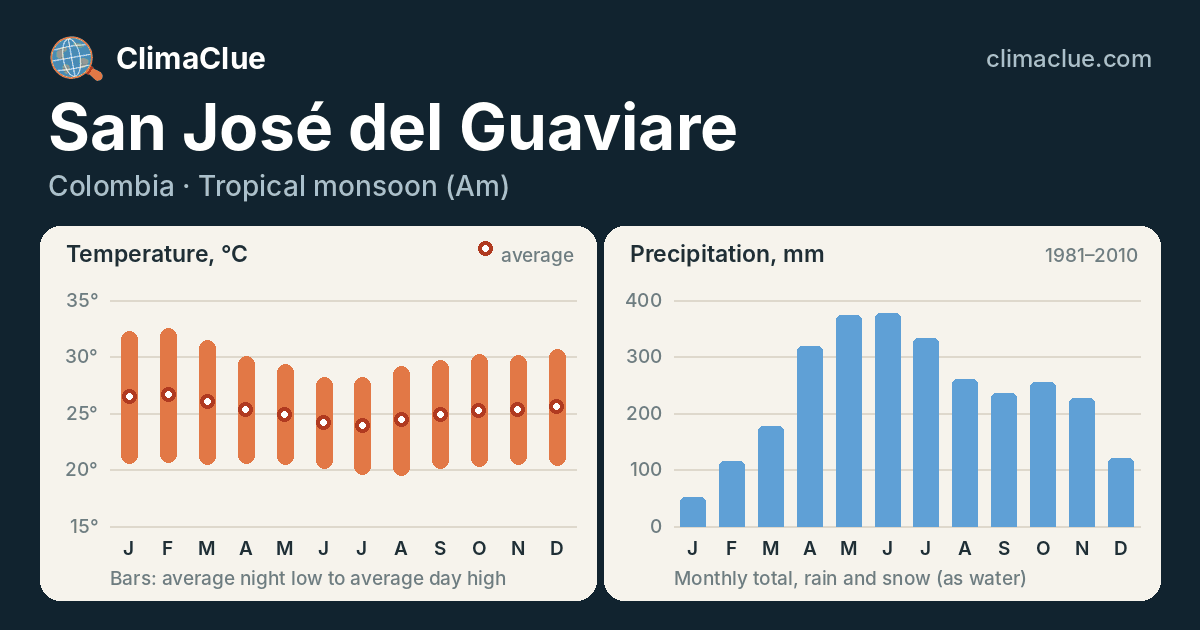 ClimaClue
climaclue.com
San José del Guaviare
Colombia · Tropical monsoon (Am)
Temperature, °C
average
35°
30°
25°
20°
15°
J F M A M J J A S O N D
Bars: average night low to average day high
Precipitation, mm
1981–2010
400
300
200
100
0
J F M A M J J A S O N D
Monthly total, rain and snow (as water)